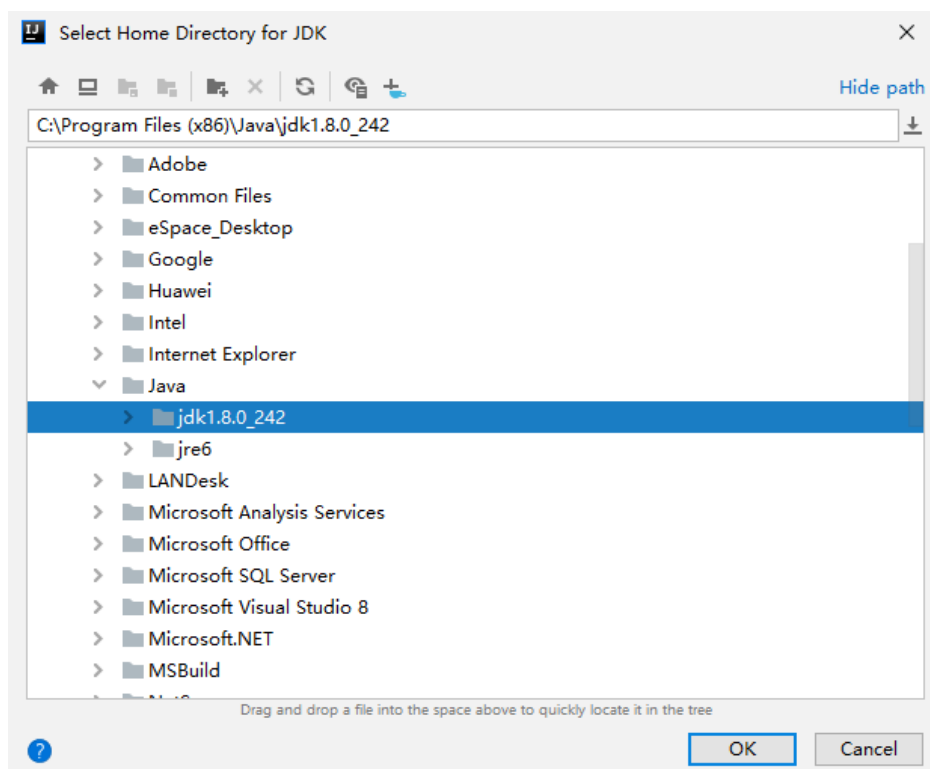 IJ Select Home Directory for JDK
Hide path
C:\Program Files (x86)\Java\jdk1.8.0_242
Adobe
Common Files
eSpace_Desktop
Google
Huawei
Intel
Internet Explorer
Java
jdk1.8.0_242
jre6
LANDesk
Microsoft Analysis Services
Microsoft Office
Microsoft SQL Server
Microsoft Visual Studio 8
Microsoft.NET
MSBuild
Drag and drop a file into the space above to quickly locate it in the tree
? OK Cancel